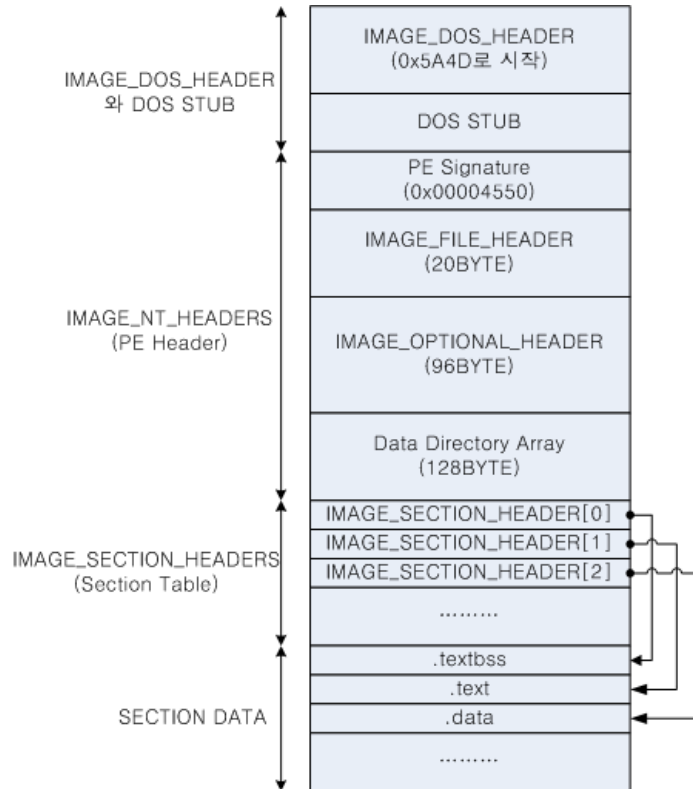 IMAGE_DOS_HEADER
와 DOS STUB
IMAGE_DOS_HEADER
(0x5A4D로 시작)
DOS STUB
IMAGE_NT_HEADERS
(PE Header)
PE Signature
(0x00004550)
IMAGE_FILE_HEADER
(20BYTE)
IMAGE_OPTIONAL_HEADER
(96BYTE)
Data Directory Array
(128BYTE)
IMAGE_SECTION_HEADERS
(Section Table)
IMAGE_SECTION_HEADER[0]
IMAGE_SECTION_HEADER[1]
IMAGE_SECTION_HEADER[2]
………
SECTION DATA
.textbss
.text
.data
………